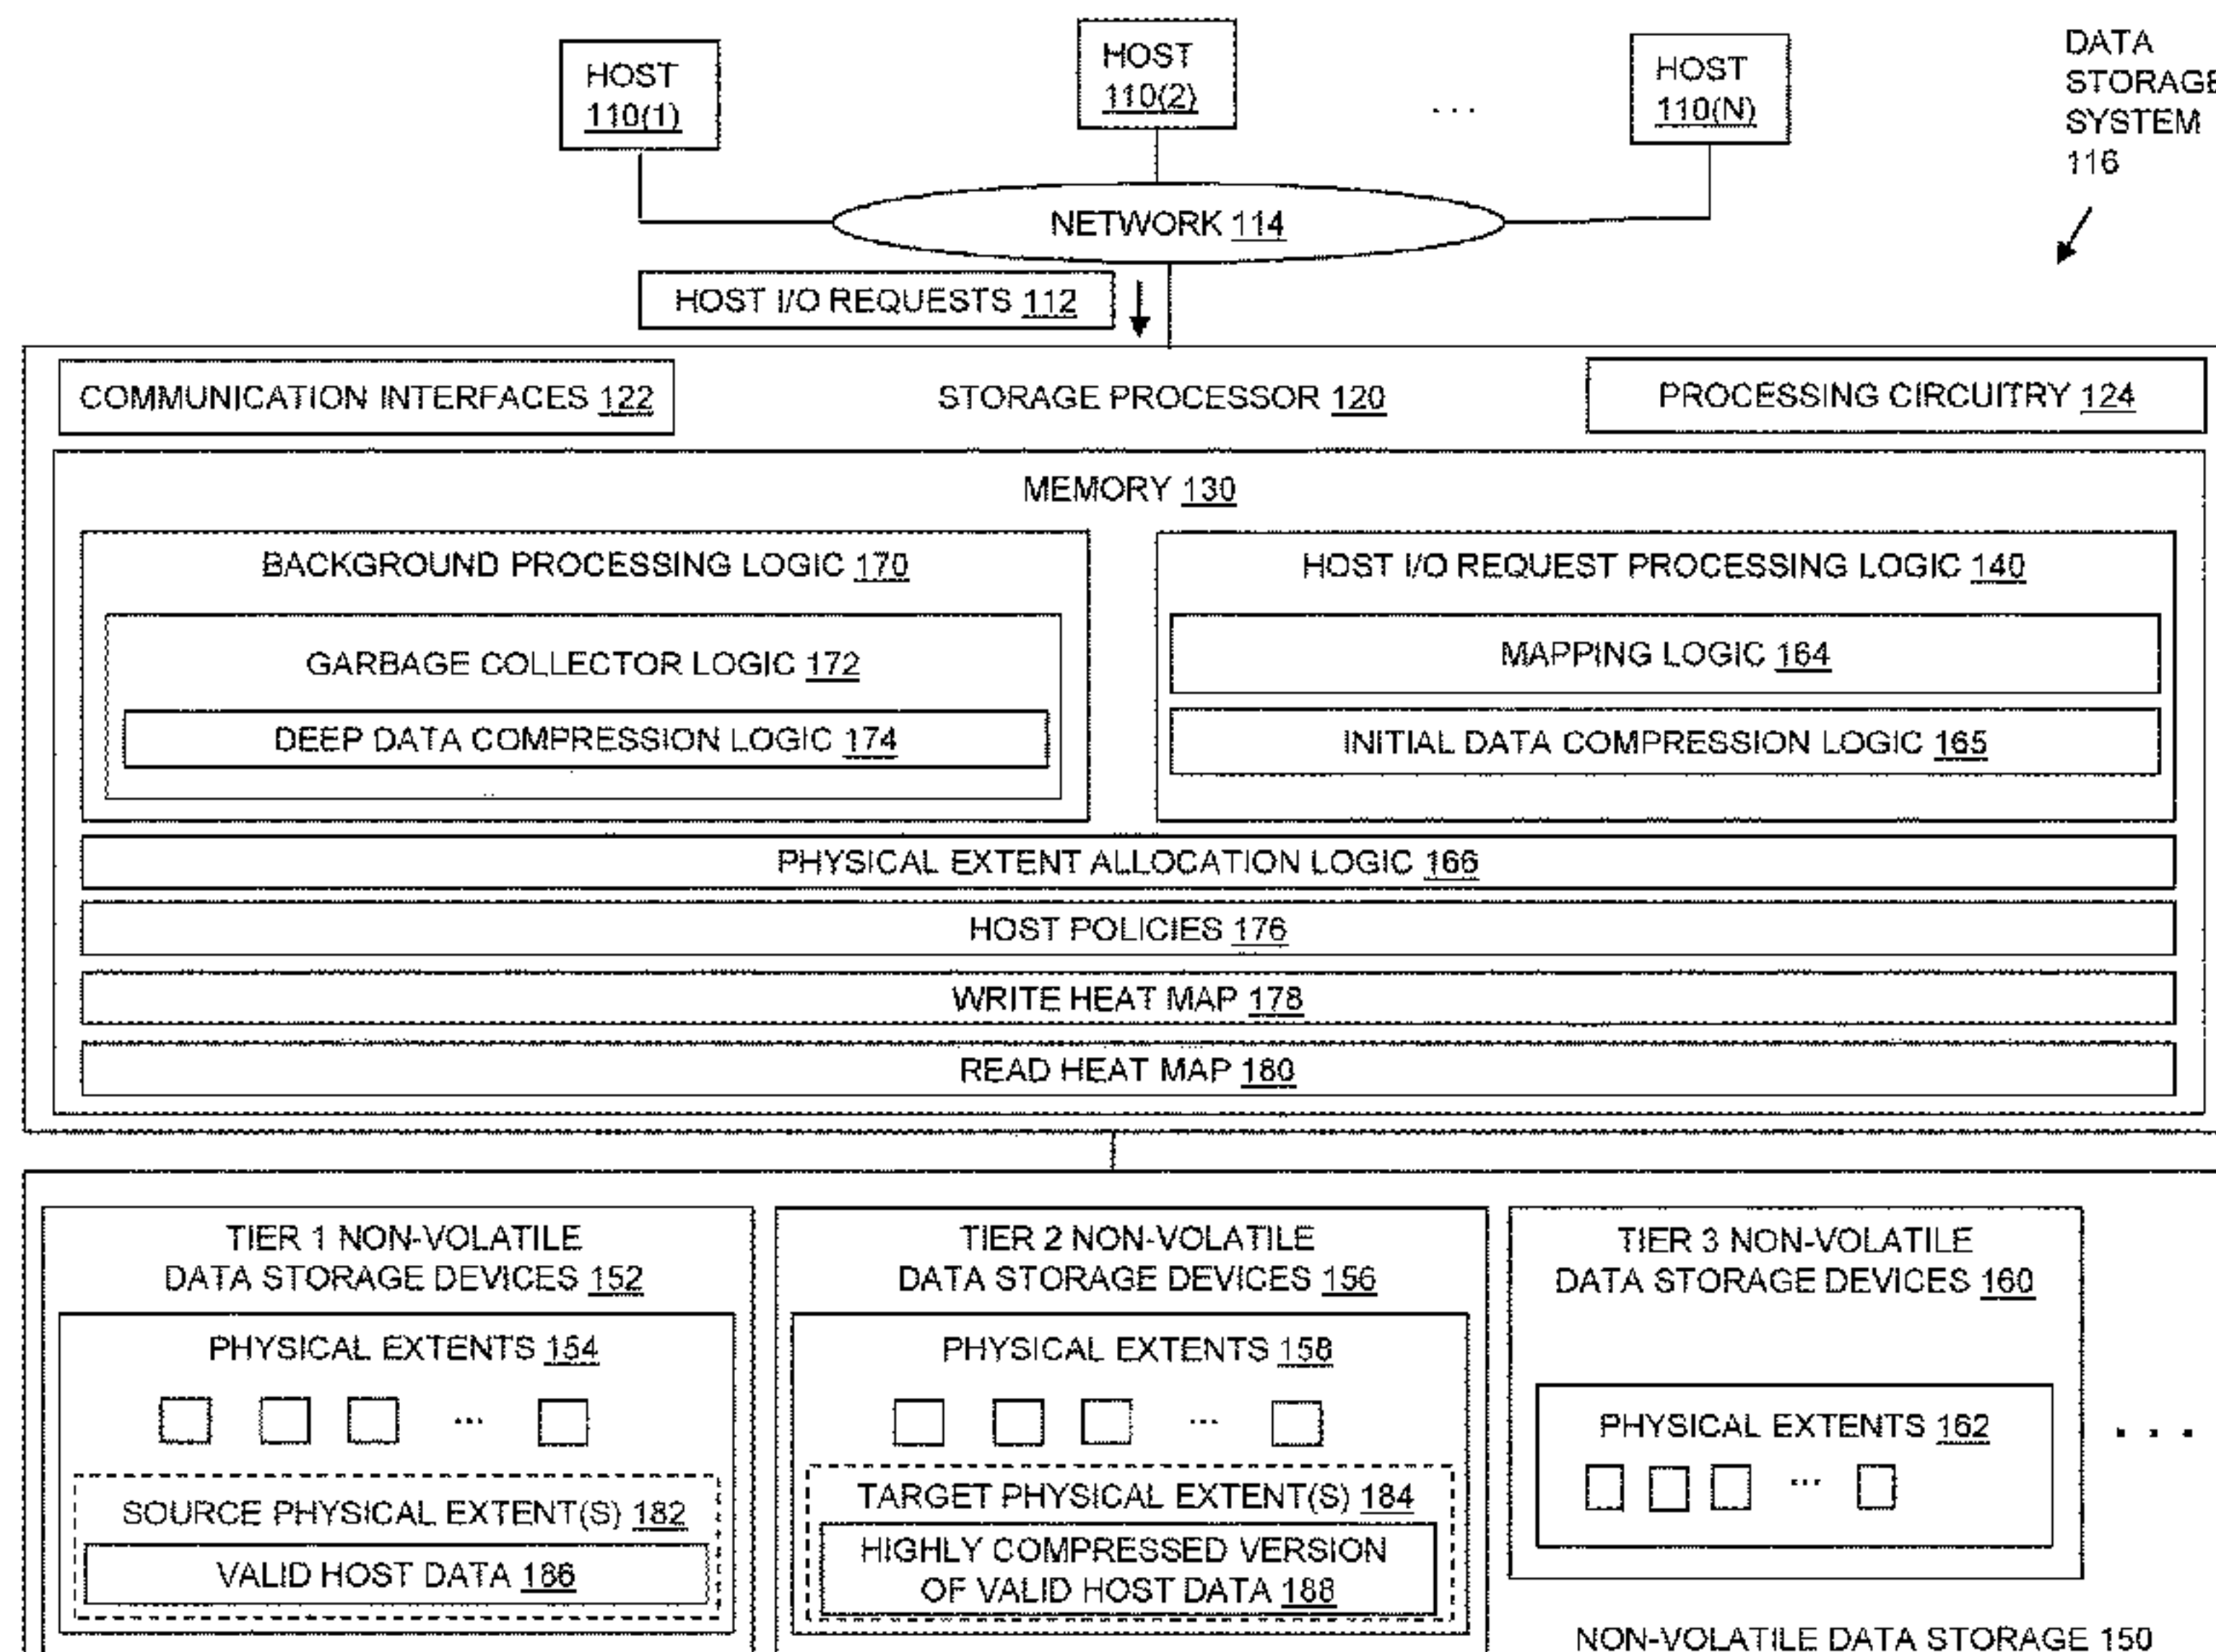 HOST
110(1)
HOST
110(2)
. . .
HOST
110(N)
DATA
STORAGE
SYSTEM
116
NETWORK 114
HOST I/O REQUESTS 112
COMMUNICATION INTERFACES 122
STORAGE PROCESSOR 120
PROCESSING CIRCUITRY 124
MEMORY 130
BACKGROUND PROCESSING LOGIC 170
GARBAGE COLLECTOR LOGIC 172
DEEP DATA COMPRESSION LOGIC 174
HOST I/O REQUEST PROCESSING LOGIC 140
MAPPING LOGIC 164
INITIAL DATA COMPRESSION LOGIC 165
PHYSICAL EXTENT ALLOCATION LOGIC 166
HOST POLICIES 176
WRITE HEAT MAP 178
READ HEAT MAP 180
TIER 1 NON-VOLATILE
DATA STORAGE DEVICES 152
PHYSICAL EXTENTS 154
...
SOURCE PHYSICAL EXTENT(S) 182
VALID HOST DATA 186
TIER 2 NON-VOLATILE
DATA STORAGE DEVICES 156
PHYSICAL EXTENTS 158
...
TARGET PHYSICAL EXTENT(S) 184
HIGHLY COMPRESSED VERSION
OF VALID HOST DATA 188
TIER 3 NON-VOLATILE
DATA STORAGE DEVICES 160
PHYSICAL EXTENTS 162
...
. . .
NON-VOLATILE DATA STORAGE 150